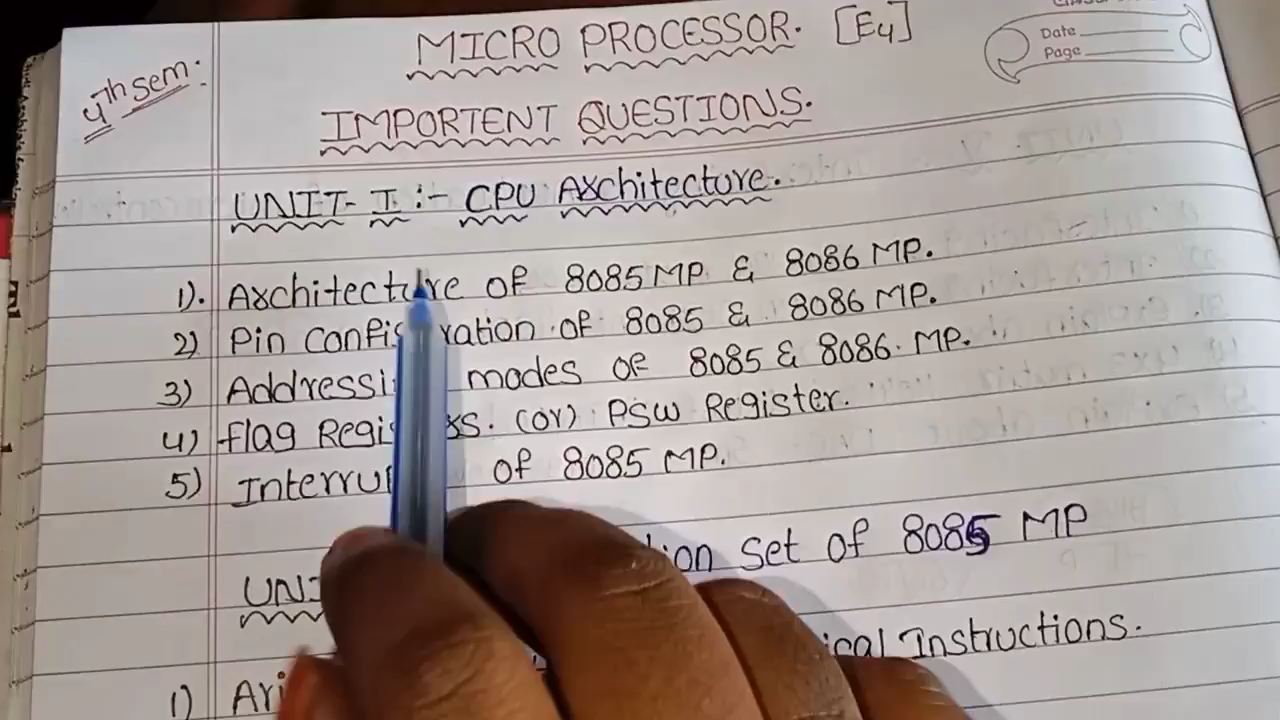 MICRO PROCESSOR. [E4]
Date
Page
4th sem:
IMPORTENT QUESTIONS.
UNIT- I :- CPU Architecture.
1). Architecture of 8085 MP & 8086 MP.
2) Pin Confi ration of 8085 & 8086 MP.
3) Addressi modes of 8085 & 8086. MP.
4) Flag Regi rs. (or) PSW Register.
5) Interru of 8085 MP.
UNI ion Set of 8085 MP
1) Ari ical Instructions.